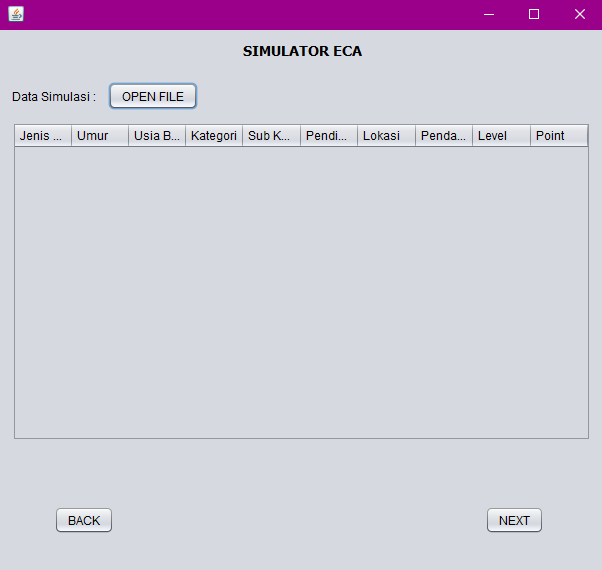 SIMULATOR ECA
Data Simulasi : OPEN FILE
Jenis ... Umur Usia B... Kategori Sub K... Pendi... Lokasi Penda... Level Point
BACK NEXT